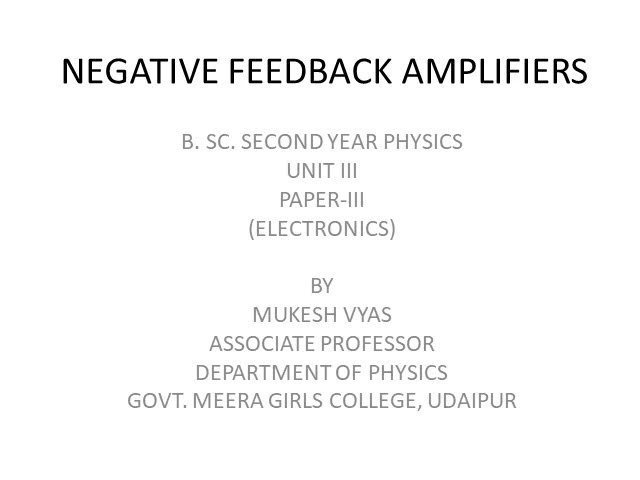 NEGATIVE FEEDBACK AMPLIFIERS
B. SC. SECOND YEAR PHYSICS
UNIT III
PAPER-III
(ELECTRONICS)
BY
MUKESH VYAS
ASSOCIATE PROFESSOR
DEPARTMENT OF PHYSICS
GOVT. MEERA GIRLS COLLEGE, UDAIPUR